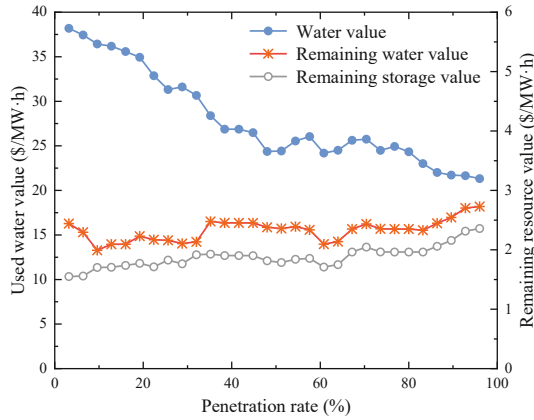 40
35
30
25
20
15
10
5
0
Used water value ($/MW·h)
Water value
Remaining water value
Remaining storage value
6
5
4
3
2
1
0
Remaining resource value ($/MW·h)
0 20 40 60 80 100
Penetration rate (%)